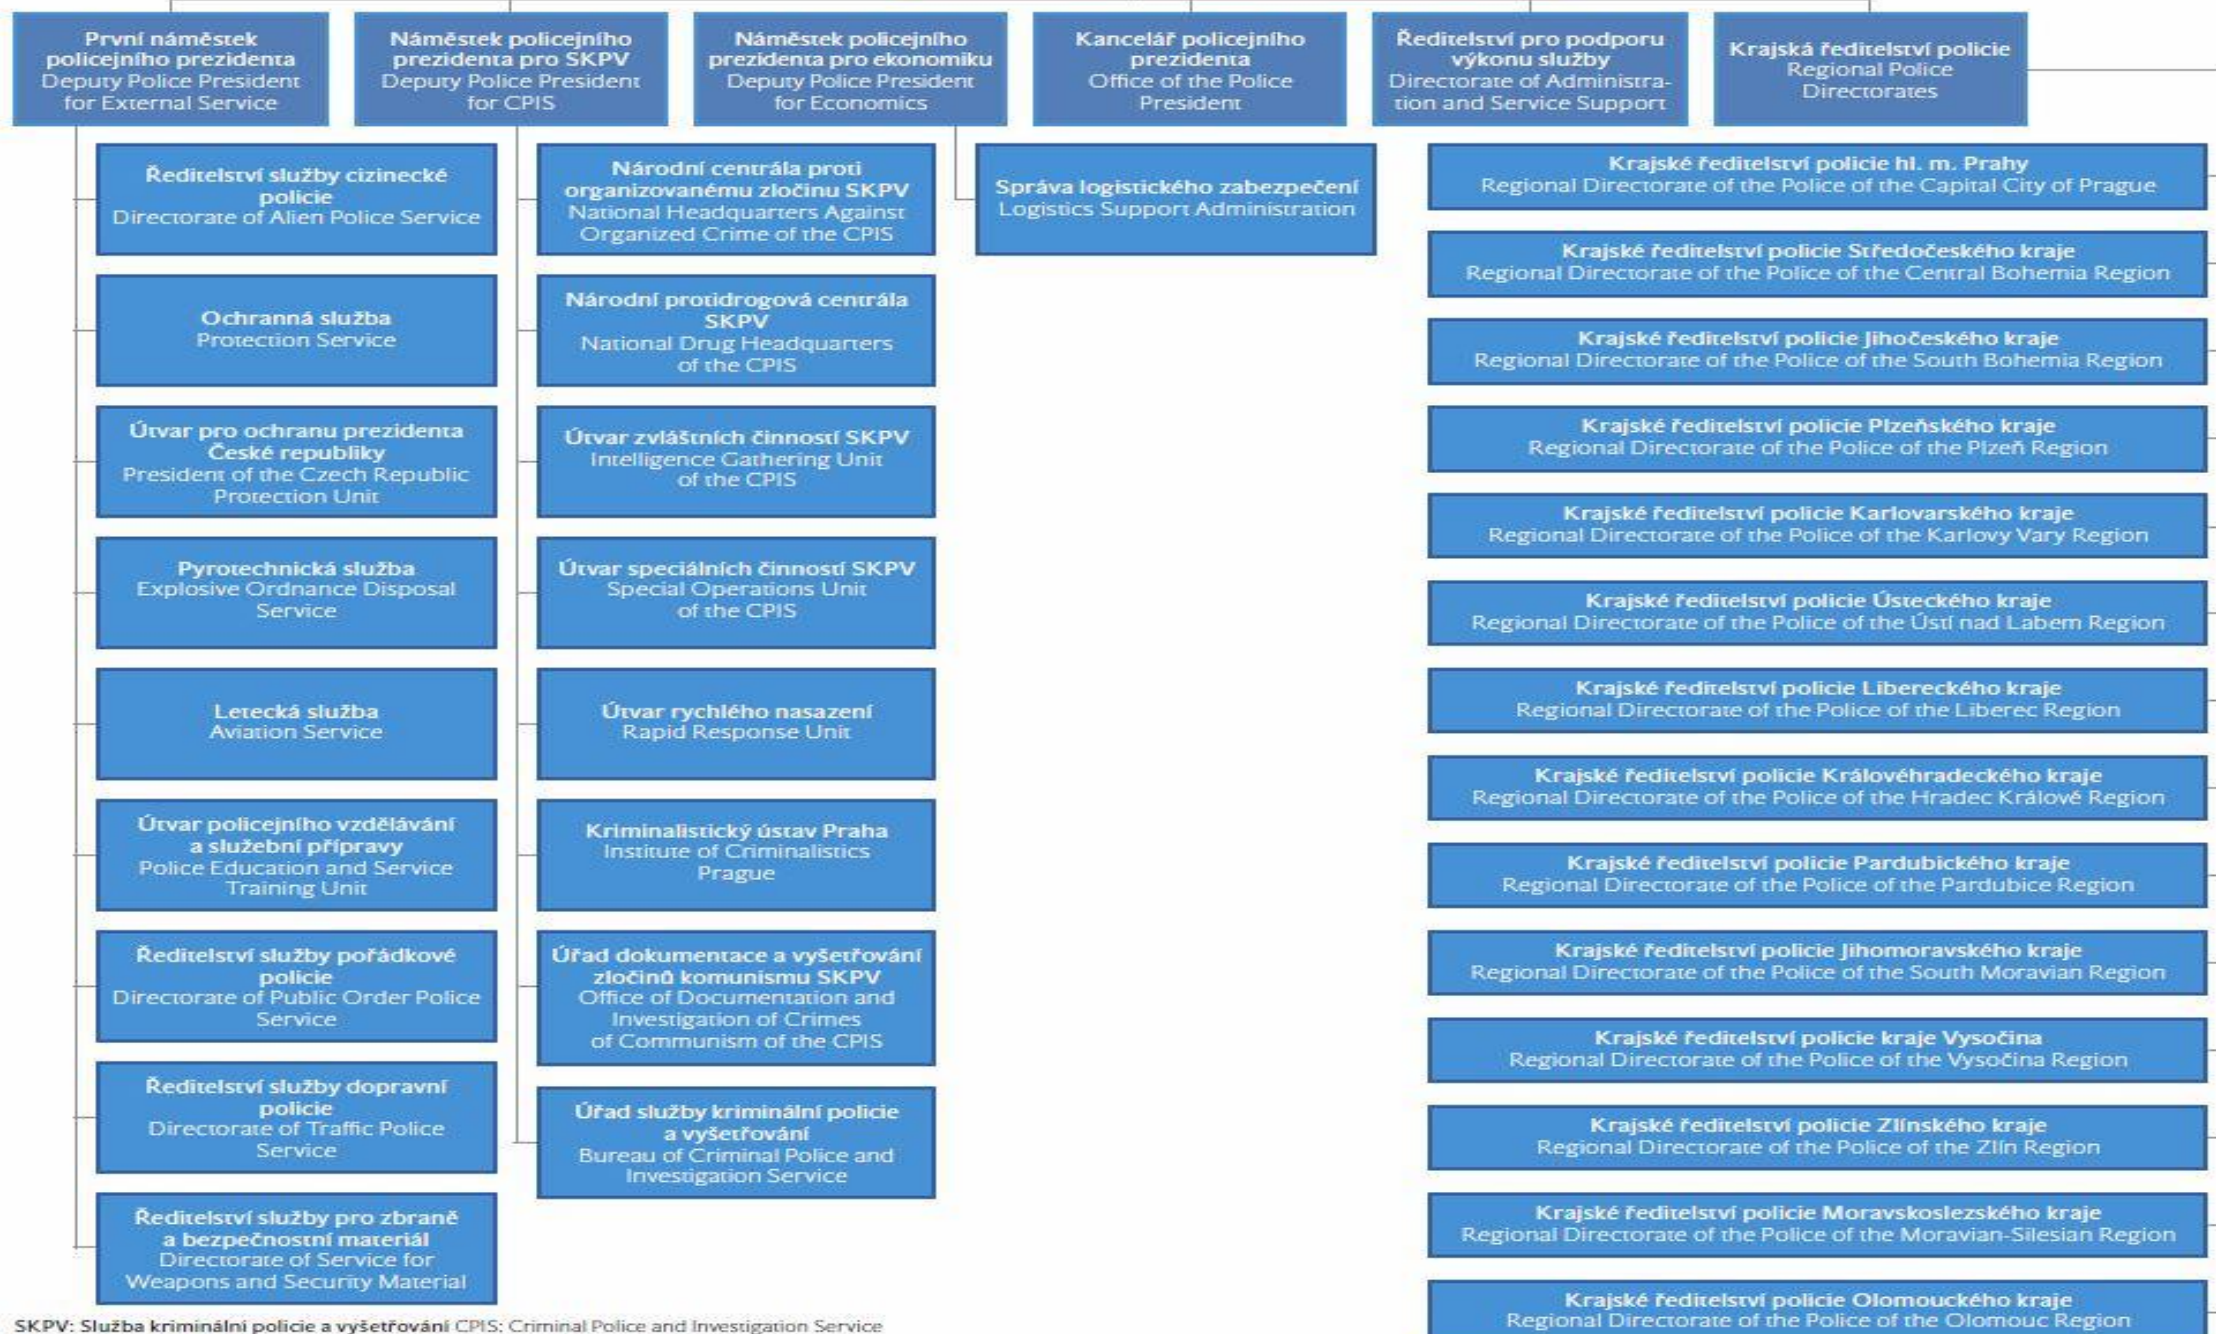 První náměstek
policejního prezidenta
Deputy Police President
for External Service
Náměstek policejního
prezidenta pro SKPV
Deputy Police President
for CPIS
Náměstek policejního
prezidenta pro ekonomiku
Deputy Police President
for Economics
Kancelář policejního
prezidenta
Office of the Police
President
Ředitelství pro podporu
výkonu služby
Directorate of Administra-
tion and Service Support
Krajská ředitelství policie
Regional Police
Directorates
Ředitelství služby cizinecké
policie
Directorate of Alien Police Service
Ochranná služba
Protection Service
Útvar pro ochranu prezidenta
České republiky
President of the Czech Republic
Protection Unit
Pyrotechnická služba
Explosive Ordnance Disposal
Service
Letecká služba
Aviation Service
Útvar policejního vzdělávání
a služební přípravy
Police Education and Service
Training Unit
Ředitelství služby pořádkové
policie
Directorate of Public Order Police
Service
Ředitelství služby dopravní
policie
Directorate of Traffic Police
Service
Ředitelství služby pro zbraně
a bezpečnostní materiál
Directorate of Service for
Weapons and Security Material
Národní centrála proti
organizovanému zločinu SKPV
National Headquarters Against
Organized Crime of the CPIS
Národní protidrogová centrála
SKPV
National Drug Headquarters
of the CPIS
Útvar zvláštních činností SKPV
Intelligence Gathering Unit
of the CPIS
Útvar speciálních činností SKPV
Special Operations Unit
of the CPIS
Útvar rychlého nasazení
Rapid Response Unit
Kriminalistický ústav Praha
Institute of Criminalistics
Prague
Úřad dokumentace a vyšetřování
zločinů komunismu SKPV
Office of Documentation and
Investigation of Crimes
of Communism of the CPIS
Úřad služby kriminální policie
a vyšetřování
Bureau of Criminal Police and
Investigation Service
Správa logistického zabezpečení
Logistics Support Administration
Krajské ředitelství policie hl. m. Prahy
Regional Directorate of the Police of the Capital City of Prague
Krajské ředitelství policie Středočeského kraje
Regional Directorate of the Police of the Central Bohemia Region
Krajské ředitelství policie Jihočeského kraje
Regional Directorate of the Police of the South Bohemia Region
Krajské ředitelství policie Plzeňského kraje
Regional Directorate of the Police of the Plzeň Region
Krajské ředitelství policie Karlovarského kraje
Regional Directorate of the Police of the Karlovy Vary Region
Krajské ředitelství policie Ústeckého kraje
Regional Directorate of the Police of the Ústí nad Labem Region
Krajské ředitelství policie Libereckého kraje
Regional Directorate of the Police of the Liberec Region
Krajské ředitelství policie Královéhradeckého kraje
Regional Directorate of the Police of the Hradec Králové Region
Krajské ředitelství policie Pardubického kraje
Regional Directorate of the Police of the Pardubice Region
Krajské ředitelství policie Jihomoravského kraje
Regional Directorate of the Police of the South Moravian Region
Krajské ředitelství policie kraje Vysočina
Regional Directorate of the Police of the Vysočina Region
Krajské ředitelství policie Zlínského kraje
Regional Directorate of the Police of the Zlín Region
Krajské ředitelství policie Moravskoslezského kraje
Regional Directorate of the Police of the Moravian-Silesian Region
Krajské ředitelství policie Olomouckého kraje
Regional Directorate of the Police of the Olomouc Region
SKPV: Služba kriminální policie a vyšetřování CPIS: Criminal Police and Investigation Service